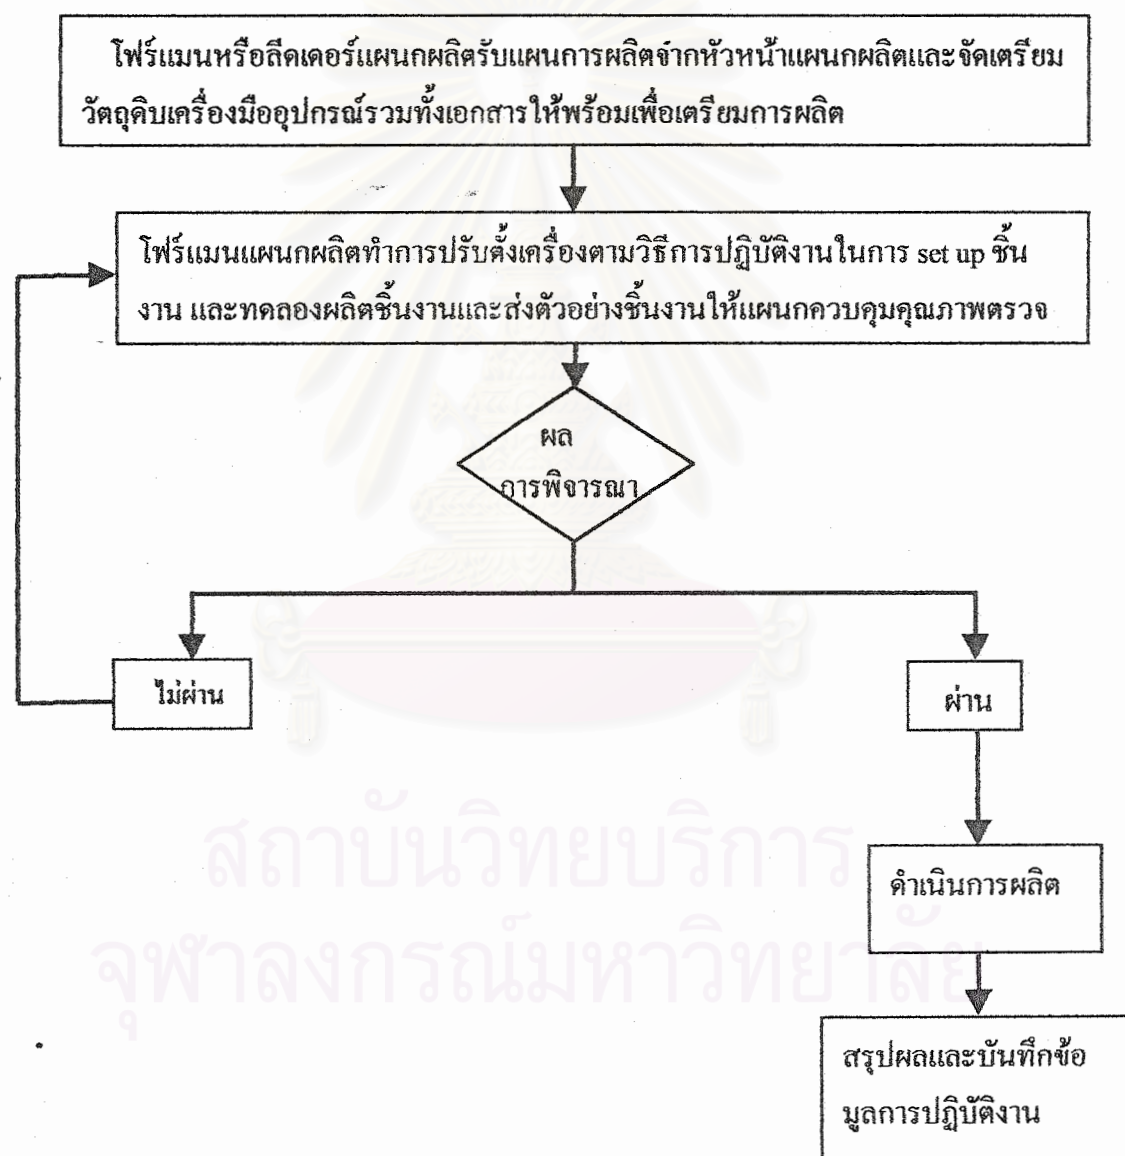 โฟร์แมนหรือลีดเดอร์แผนกผลิตรับแผนการผลิตจากหัวหน้าแผนกผลิตและจัดเตรียม
วัตถุดิบเครื่องมืออุปกรณ์รวมทั้งเอกสารให้พร้อมเพื่อเตรียมการผลิต
โฟร์แมนแผนกผลิตทำการปรับตั้งเครื่องตามวิธีการปฏิบัติงานในการ set up ชิ้น
งาน และทดลองผลิตชิ้นงานและส่งตัวอย่างชิ้นงานให้แผนกควบคุมคุณภาพตรวจ
ผล
การพิจารณา
ไม่ผ่าน
ผ่าน
สถาบันวิทยบริการ
ดำเนินการผลิต
จุฬาลงกรณ์มหาวิทยาลัย
สรุปผลและบันทึกข้อ
มูลการปฏิบัติงาน